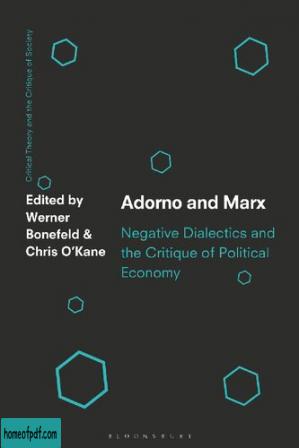 Critical Theory and the Critique of Society
Edited by
Werner
Bonefeld &
Chris O'Kane
Adorno and Marx
Negative Dialectics and
the Critique of Political
Economy
BLOOMSBURY
homeofpdf.com